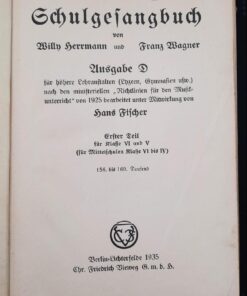 Schulgesangbuch
von
Willy Herrmann und Franz Wagner
Ausgabe D
für höhere Lehranstalten (Lyzeen, Gymnasien usw.)
nach den ministeriellen „Richtlinien für den Musik-
unterricht“ von 1925 bearbeitet unter Mitwirkung von
Hans Fischer
Erster Teil
für Klasse VI und V
(für Mittelschulen Klasse VI bis IV)
158. bis 160. Tausend
Berlin-Lichterfelde 1935
Chr. Friedrich Vieweg G. m. b. H.